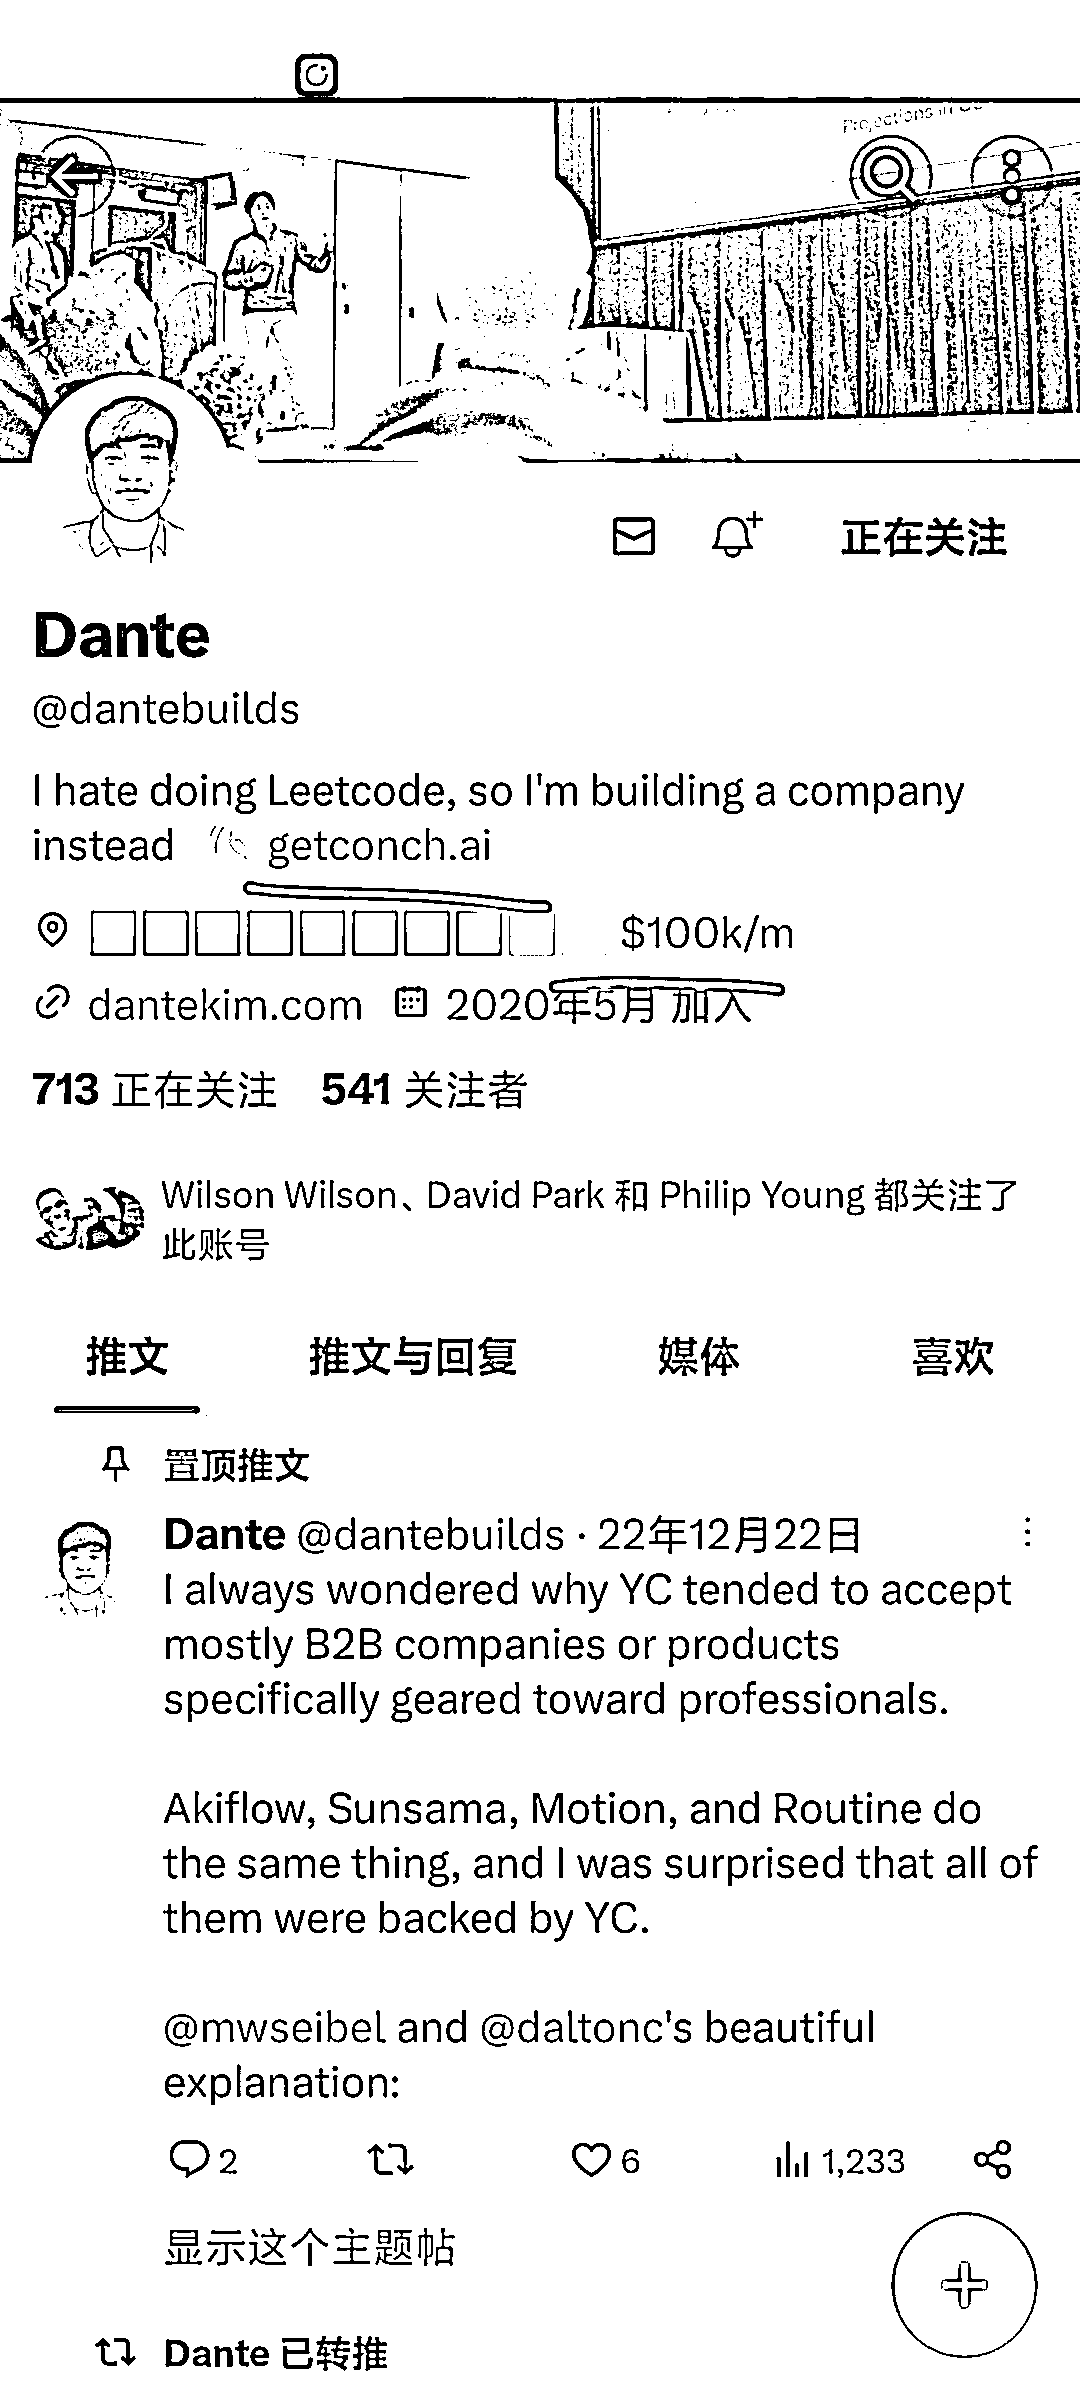 Projections in
正在关注
Dante
@dantebuilds
I hate doing Leetcode, so I'm building a company
instead getconch.ai
$100k/m
dantekim.com 2020年5月 加入
713 正在关注 541 关注者
Wilson Wilson、David Park 和 Philip Young 都关注了
此账号
推文 推文与回复 媒体 喜欢
置顶推文
Dante @dantebuilds · 22年12月22日
I always wondered why YC tended to accept
mostly B2B companies or products
specifically geared toward professionals.
Akiflow, Sunsama, Motion, and Routine do
the same thing, and I was surprised that all of
them were backed by YC.
@mwseibel and @daltonc's beautiful
explanation:
2 6 1,233
显示这个主题帖
Dante 已转推